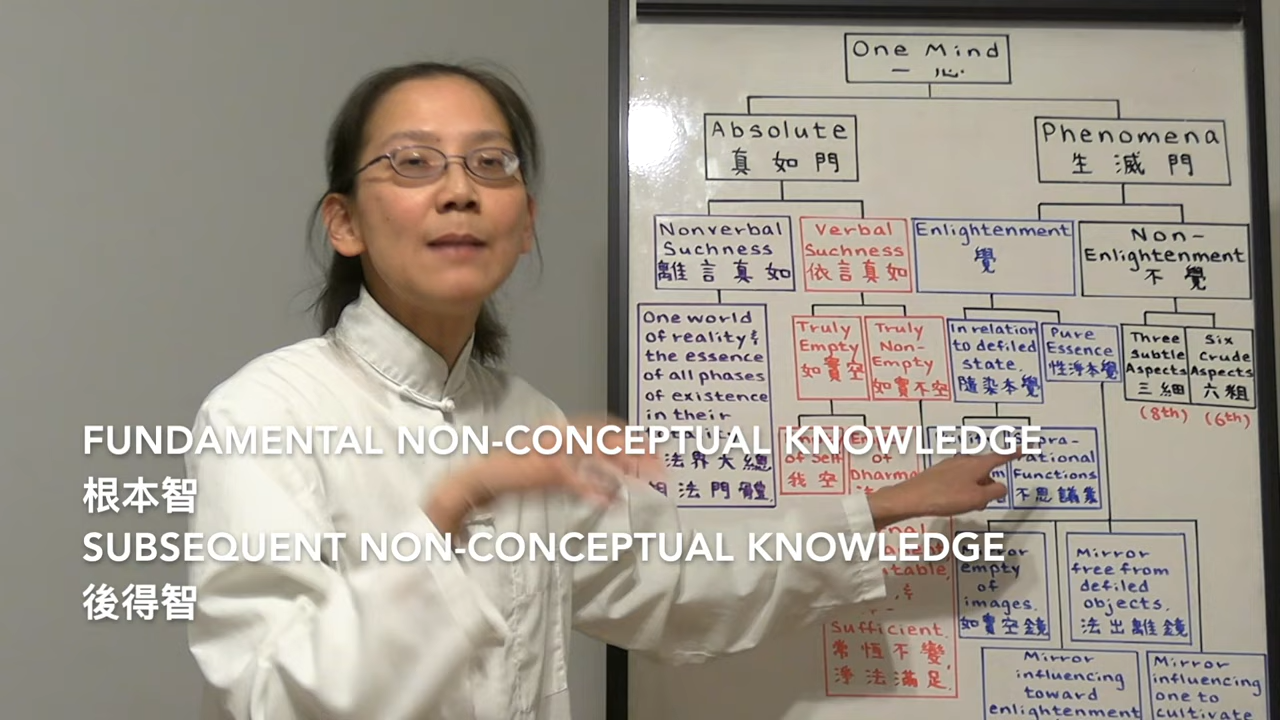 One Mind
一心
Absolute
真如門
Phenomena
生滅門
Nonverbal
Suchness
離言真如
Verbal
Suchness
依言真如
Enlightenment
覺
Non-
Enlightenment
不覺
One world
of reality &
the essence
of all phases
of existence
in their
法界大總
相法門體
Truly
Empty
如實空
Truly
Non-
Empty
如實不空
In relation
to defiled
state.
隨染本覺
Pure
Essence
性淨本覺
Three
Subtle
Aspects
三細
(8th)
Six
Crude
Aspects
六粗
(6th)
of Self
我空
of
Dharma
Functions
不思議業
empty
of
images.
如實空鏡
Mirror
free from
defiled
objects.
法出離鏡
Sufficient.
常恆不變,
淨法滿足.
Mirror
influencing
toward
enlightenment
Mirror
influencing
one to
cultivate
FUNDAMENTAL NON-CONCEPTUAL KNOWLEDGE
根本智
SUBSEQUENT NON-CONCEPTUAL KNOWLEDGE
後得智